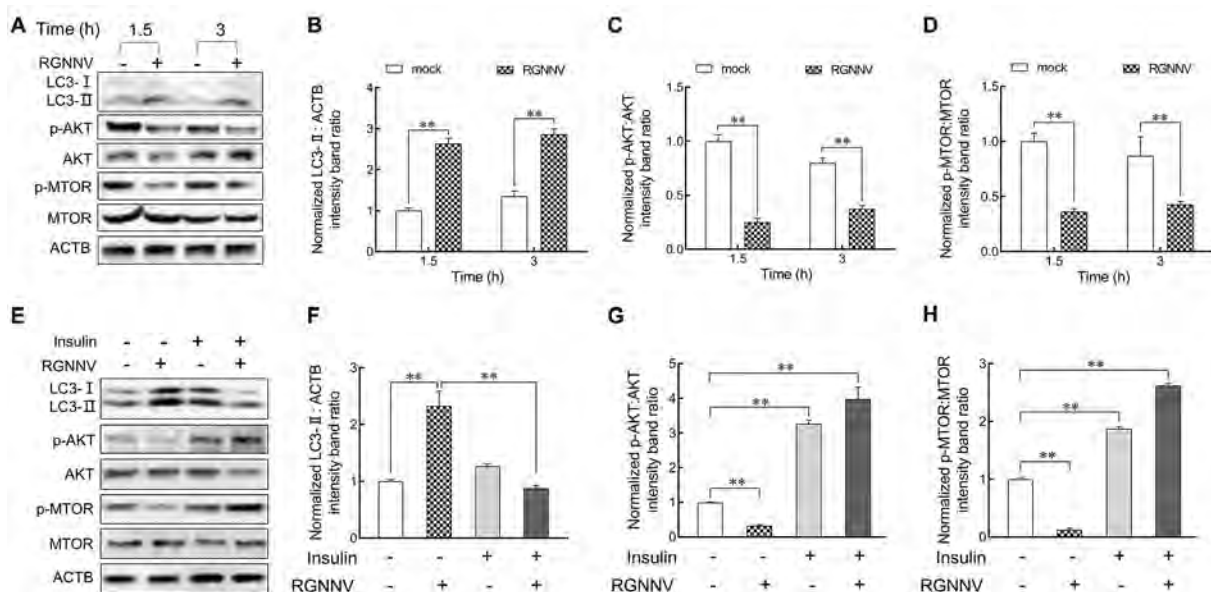 A
Time (h) 1.5 3
RGNNV - + - +
LC3-Ⅰ
LC3-Ⅱ
p-AKT
AKT
p-MTOR
MTOR
ACTB
B
mock RGNNV
Normalized LC3-Ⅱ : ACTB
intensity band ratio
4
3
2
1
0
**
**
1.5 3
Time (h)
C
mock RGNNV
Normalized p-AKT:AKT
intensity band ratio
1.5
1.0
0.5
0.0
**
**
1.5 3
Time (h)
D
mock RGNNV
Normalized p-MTOR:MTOR
intensity band ratio
1.5
1.0
0.5
0.0
**
**
1.5 3
Time (h)
E
Insulin - - + +
RGNNV - + - +
LC3-Ⅰ
LC3-Ⅱ
p-AKT
AKT
p-MTOR
MTOR
ACTB
F
Normalized LC3-Ⅱ : ACTB
intensity band ratio
3
2
1
0
**
**
Insulin - - + +
RGNNV - + - +
G
Normalized p-AKT:AKT
intensity band ratio
5
4
3
2
1
0
**
**
**
Insulin - - + +
RGNNV - + - +
H
Normalized p-MTOR:MTOR
intensity band ratio
3
2
1
0
**
**
**
Insulin - - + +
RGNNV - + - +